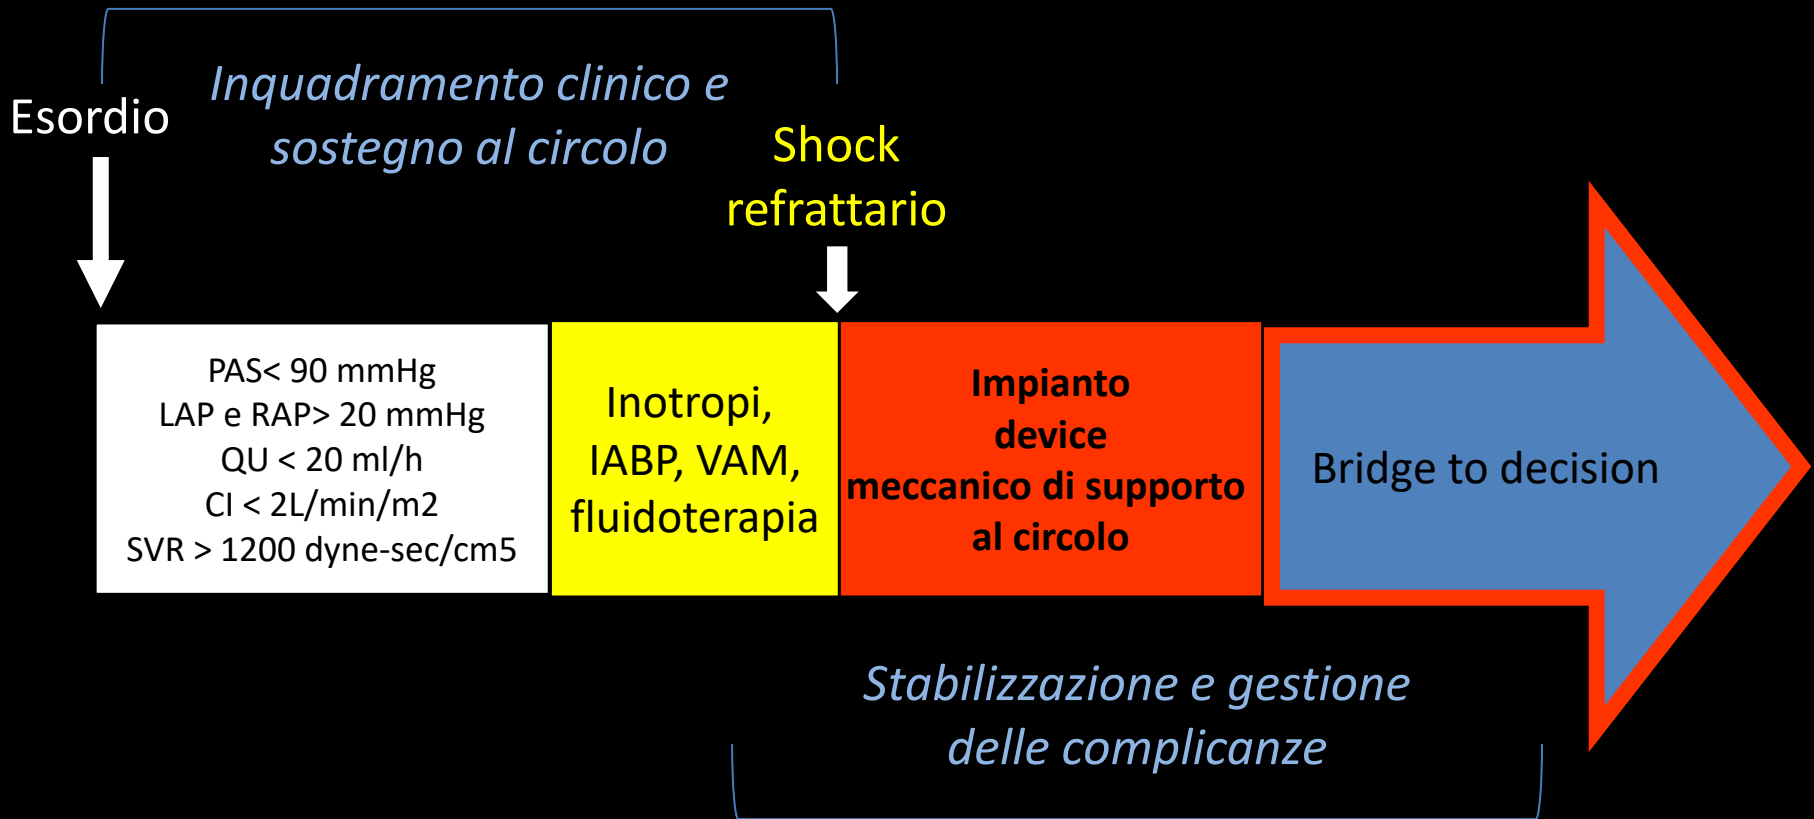 Inquadramento clinico e
sostegno al circolo
Esordio
Shock
refrattario
PAS< 90 mmHg
LAP e RAP> 20 mmHg
QU < 20 ml/h
CI < 2L/min/m2
SVR > 1200 dyne-sec/cm5
Inotropi,
IABP, VAM,
fluidoterapia
Impianto
device
meccanico di supporto
al circolo
Bridge to decision
Stabilizzazione e gestione
delle complicanze